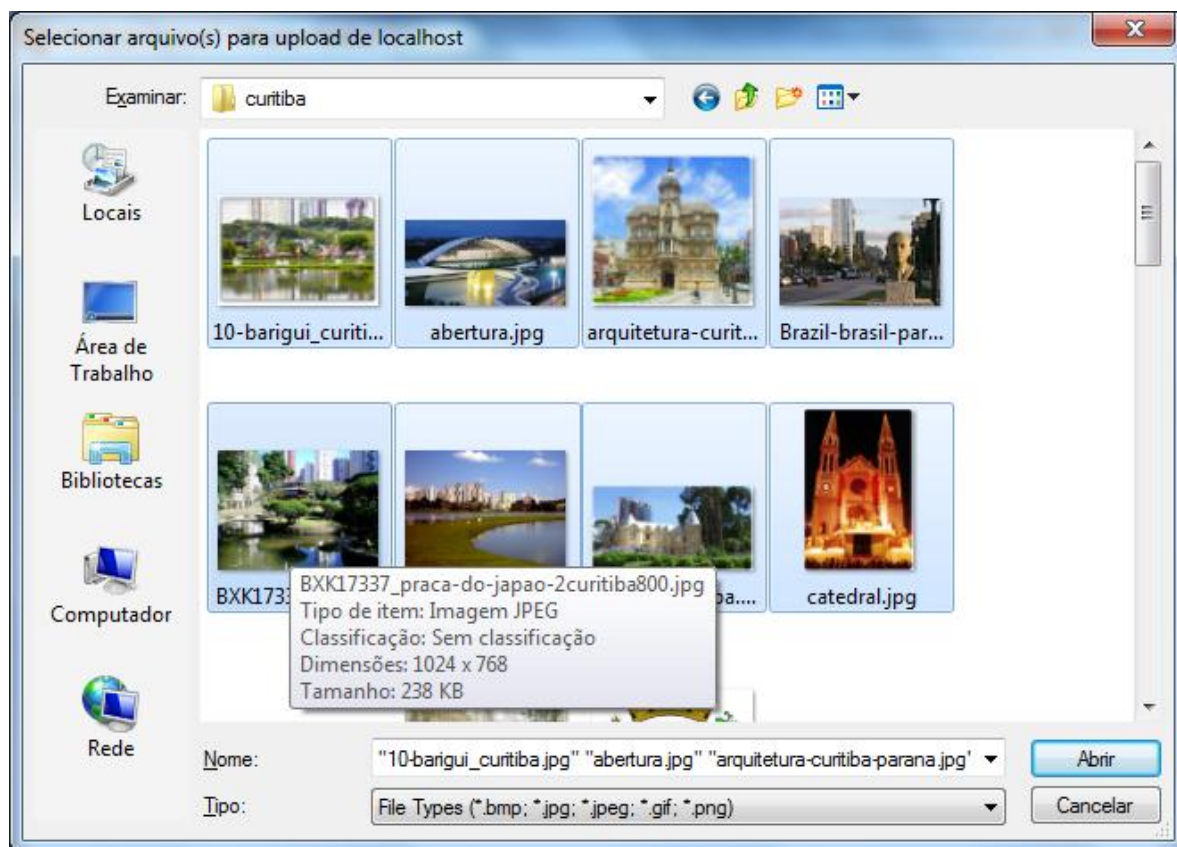 Selecionar arquivo(s) para upload de localhost
Examinar:
curitiba
Locais
Área de
Trabalho
Bibliotecas
Computador
Rede
10-barigui_curiti...
abertura.jpg
arquitetura-curit...
Brazil-brasil-par...
BXK173
ba....
catedral.jpg
BXK17337_praca-do-japao-2curitiba800.jpg
Tipo de item: Imagem JPEG
Classificação: Sem classificação
Dimensões: 1024 x 768
Tamanho: 238 KB
Nome:
"10-barigui_curitiba.jpg" "abertura.jpg" "arquitetura-curitiba-parana.jpg"
Abrir
Tipo:
File Types (*.bmp; *.jpg; *.jpeg; *.gif; *.png)
Cancelar